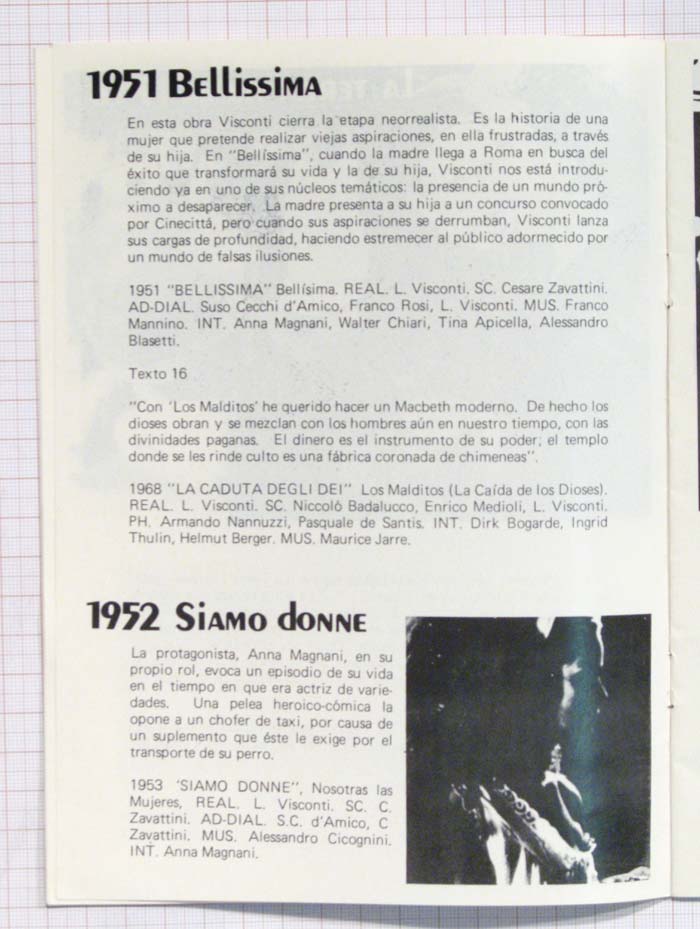 1951 Bellissima
En esta obra Visconti cierra la etapa neorrealista. Es la historia de una
mujer que pretende realizar viejas aspiraciones, en ella frustradas, a través
de su hija. En "Bellíssima", cuando la madre llega a Roma en busca del
éxito que transformará su vida y la de su hija, Visconti nos está introdu-
ciendo ya en uno de sus núcleos temáticos: la presencia de un mundo pró-
ximo a desaparecer. La madre presenta a su hija a un concurso convocado
por Cinecittá, pero cuando sus aspiraciones se derrumban, Visconti lanza
sus cargas de profundidad, haciendo estremecer al público adormecido por
un mundo de falsas ilusiones.
1951 "BELLISSIMA" Bellísima. REAL. L. Visconti. SC. Cesare Zavattini.
AD-DIAL. Suso Cecchi d'Amico, Franco Rosi, L. Visconti. MUS. Franco
Mannino. INT. Anna Magnani, Walter Chiari, Tina Apicella, Alessandro
Blasetti.
Texto 16
"Con 'Los Malditos' he querido hacer un Macbeth moderno. De hecho los
dioses obran y se mezclan con los hombres aún en nuestro tiempo, con las
divinidades paganas. El dinero es el instrumento de su poder; el templo
donde se les rinde culto es una fábrica coronada de chimeneas".
1968 "LA CADUTA DEGLI DEI" Los Malditos (La Caída de los Dioses).
REAL. L. Visconti. SC. Niccoló Badalucco, Enrico Medioli, L. Visconti.
PH. Armando Nannuzzi, Pasquale de Santis. INT. Dirk Bogarde, Ingrid
Thulin, Helmut Berger. MUS. Maurice Jarre.
1952 Siamo donne
La protagonista, Anna Magnani, en su
propio rol, evoca un episodio de su vida
en el tiempo en que era actriz de varie-
dades. Una pelea heroico-cómica la
opone a un chofer de taxi, por causa de
un suplemento que éste le exige por el
transporte de su perro.
1953 'SIAMO DONNE", Nosotras las
Mujeres, REAL. L. Visconti. SC. C.
Zavattini. AD-DIAL. S.C. d'Amico, C
Zavattini. MUS. Alessandro Cicognini.
INT. Anna Magnani.